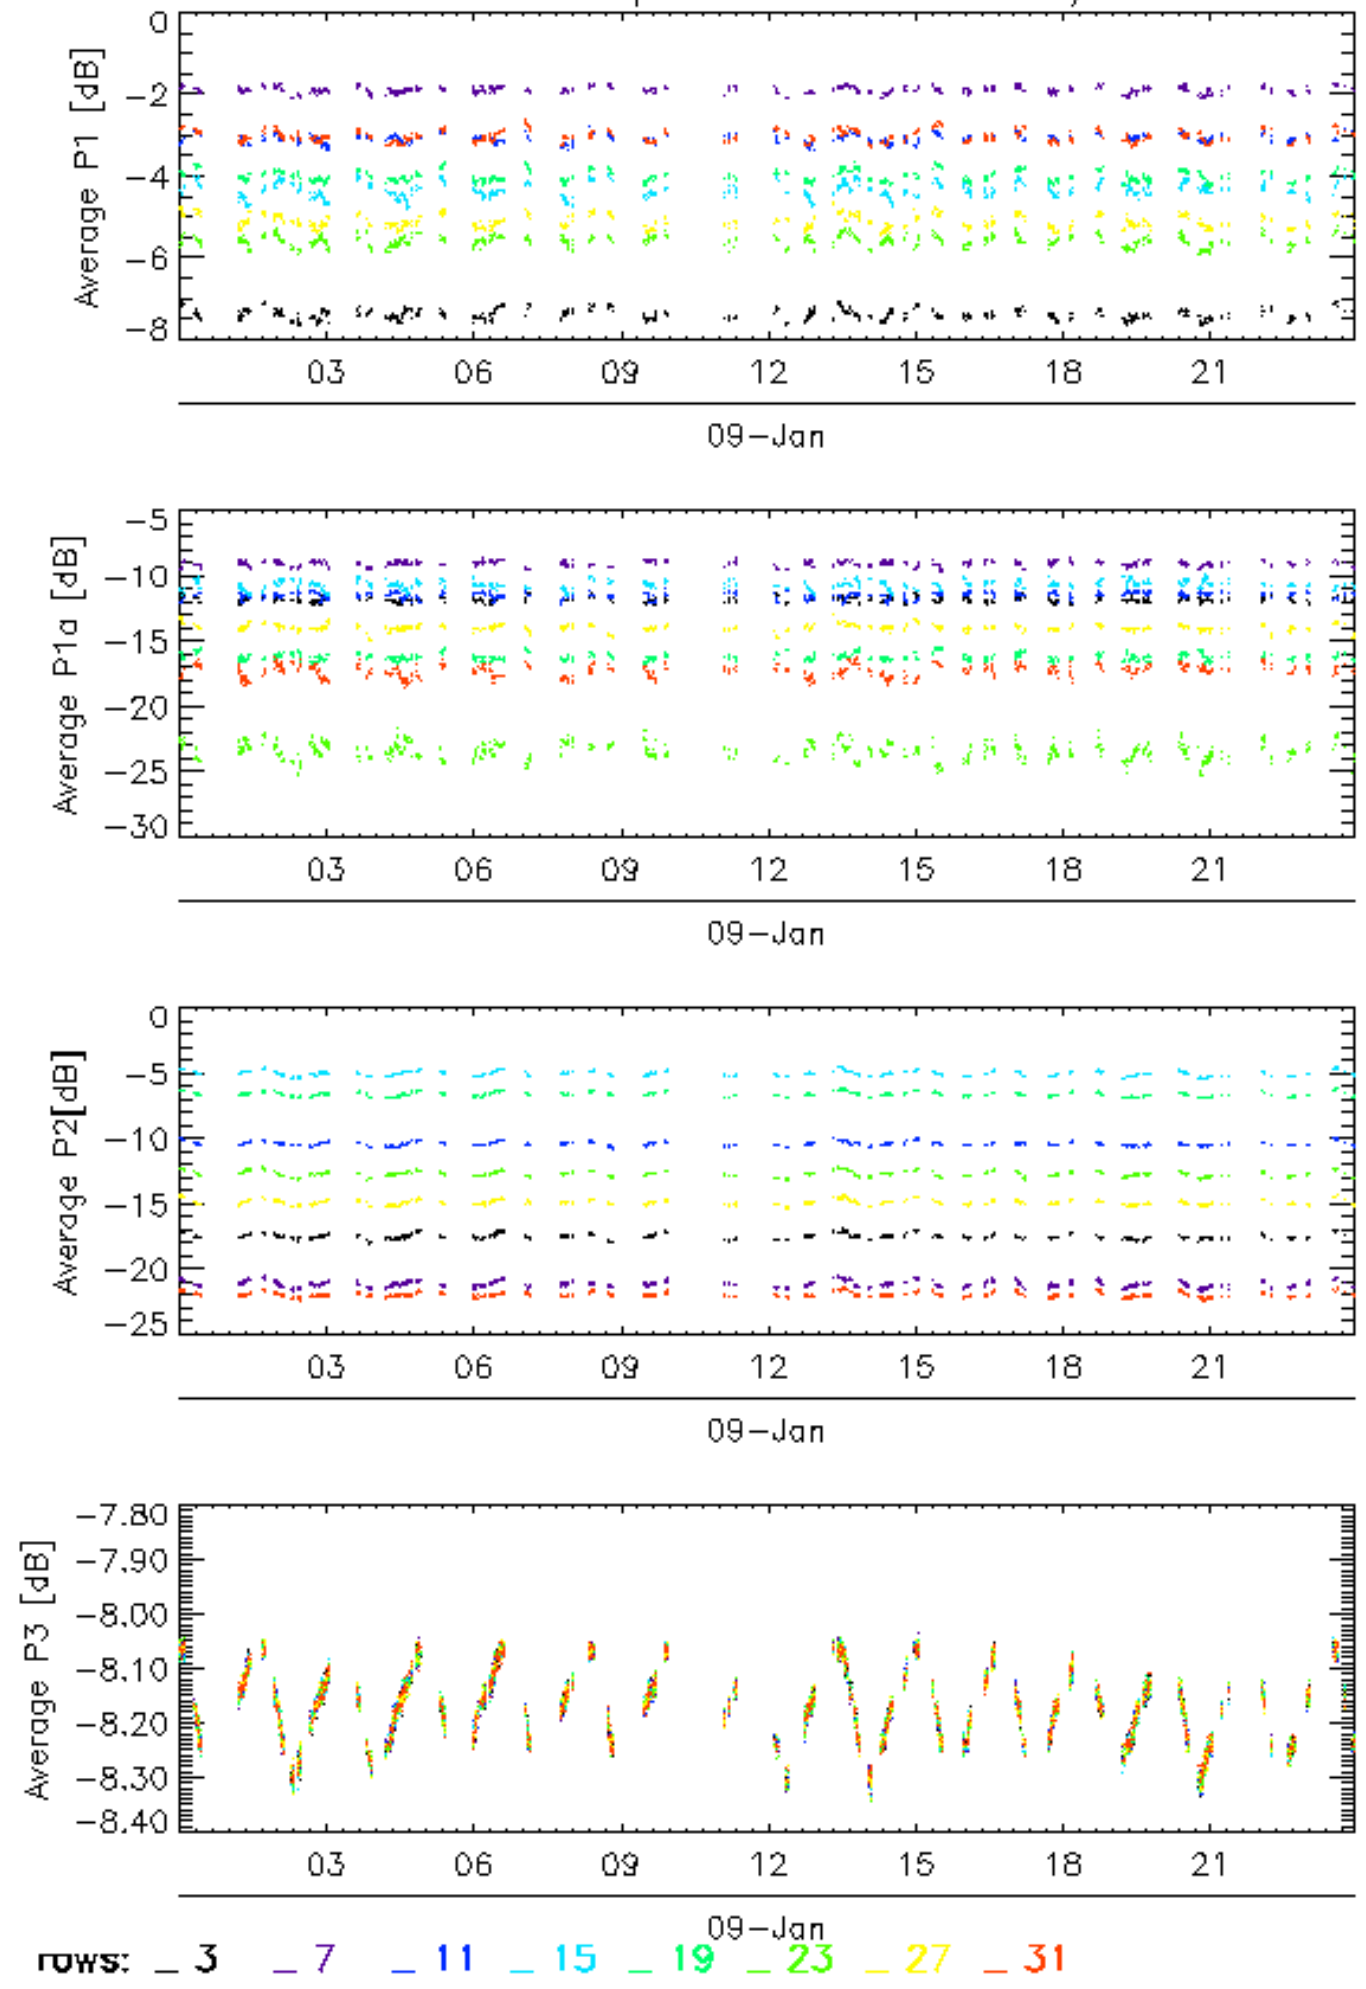 0
−2
−4
−6
−8
Average P1 [dB]
03 06 09 12 15 18 21
09−Jan
−5
−10
−15
−20
−25
−30
Average P1a [dB]
03 06 09 12 15 18 21
09−Jan
0
−5
−10
−15
−20
−25
Average P2[dB]
03 06 09 12 15 18 21
09−Jan
−7.80
−7.90
−8.00
−8.10
−8.20
−8.30
−8.40
Average P3 [dB]
03 06 09 12 15 18 21
09−Jan
rows: _ 3 _ 7 _ 11 _ 15 _ 19 _ 23 _ 27 _ 31